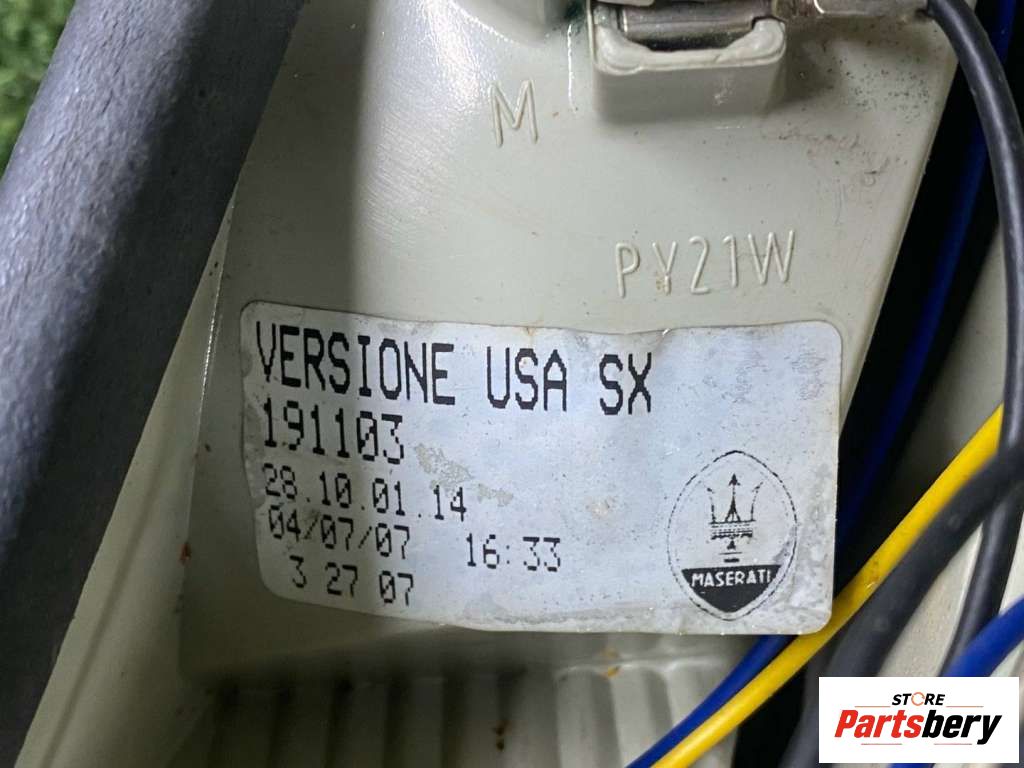 M
PY21W
VERSIONE USA SX
191103
28.10.01.14
04/07/07 16:33
3 27 07
MASERATI
STORE
Partsbery